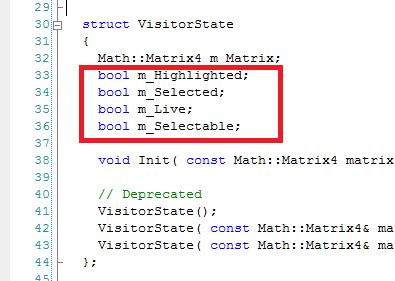 29
30 struct VisitorState
31 {
32 Math::Matrix4 m_Matrix;
33 bool m_Highlighted;
34 bool m_Selected;
35 bool m_Live;
36 bool m_Selectable;
37
38 void Init( const Math::Matrix4 matrix
39
40 // Deprecated
41 VisitorState();
42 VisitorState( const Math::Matrix4& ma
43 VisitorState( const Math::Matrix4& ma
44 };
45